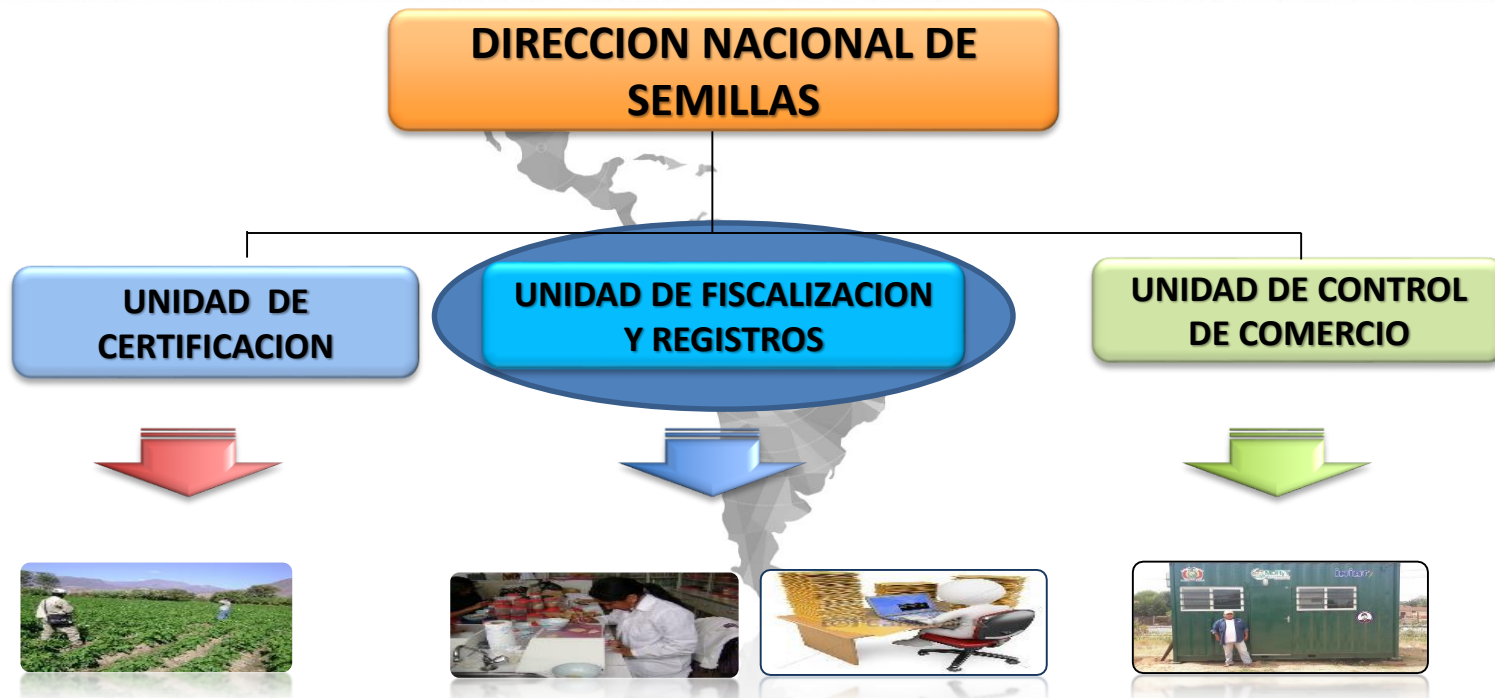 DIRECCION NACIONAL DE
SEMILLAS
UNIDAD DE
CERTIFICACION
UNIDAD DE FISCALIZACION
Y REGISTROS
UNIDAD DE CONTROL
DE COMERCIO